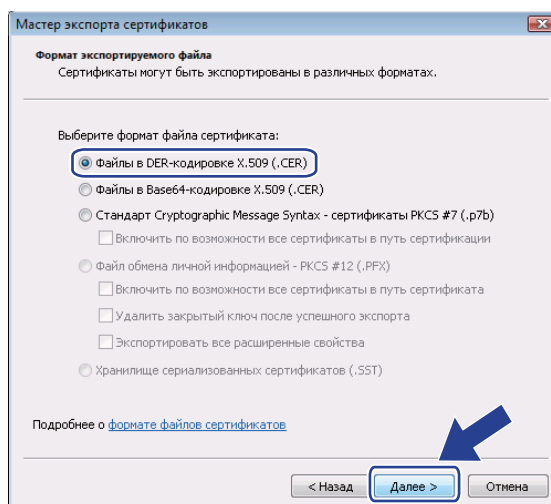 Мастер экспорта сертификатов
Формат экспортируемого файла
Сертификаты могут быть экспортированы в различных форматах.
Выберите формат файла сертификата:
Файлы в DER-кодировке X.509 (.CER)
Файлы в Base64-кодировке X.509 (.CER)
Стандарт Cryptographic Message Syntax - сертификаты PKCS #7 (.p7b)
Включить по возможности все сертификаты в путь сертификации
Файл обмена личной информацией - PKCS #12 (.PFX)
Включить по возможности все сертификаты в путь сертификата
Удалить закрытый ключ после успешного экспорта
Экспортировать все расширенные свойства
Хранилище сериализованных сертификатов (.SST)
Подробнее о формате файлов сертификатов
< Назад Далее > Отмена